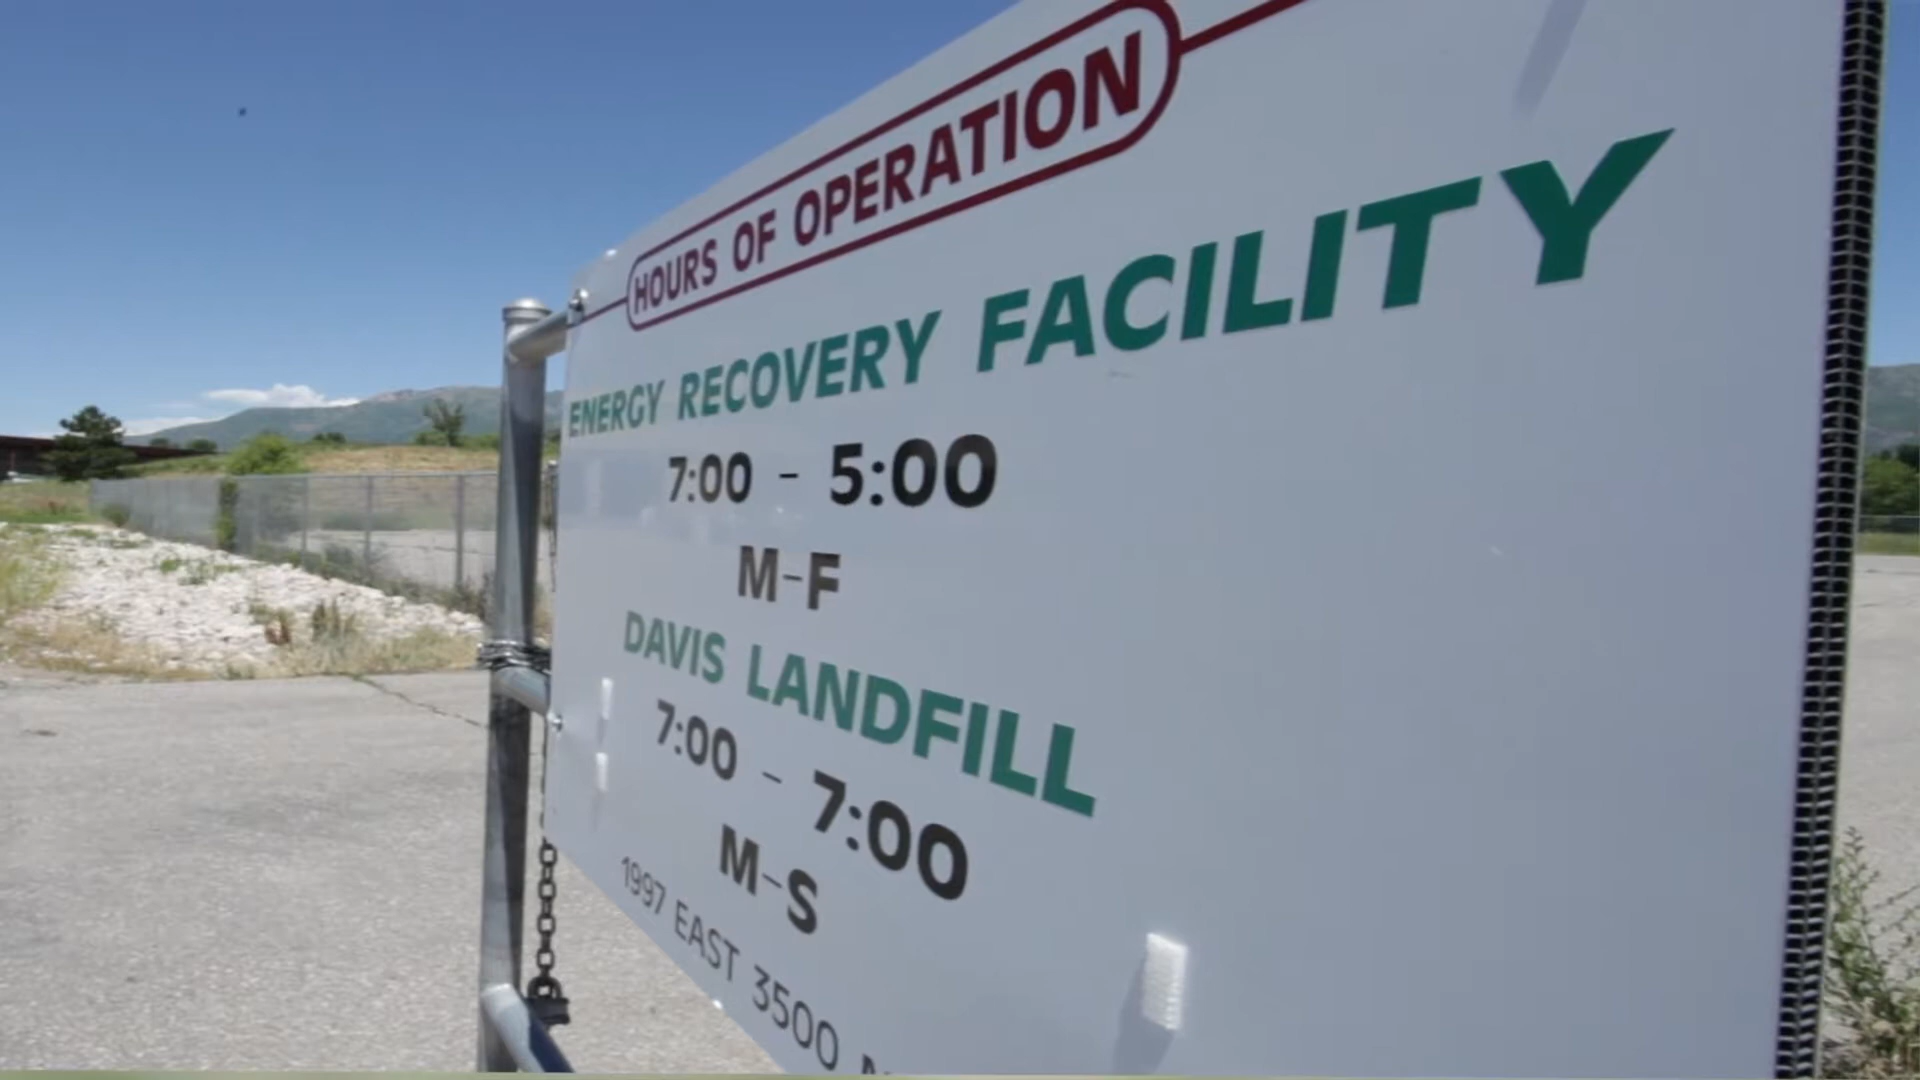 HOURS OF OPERATION
ENERGY RECOVERY FACILITY
7:00 - 5:00
M-F
DAVIS LANDFILL
7:00 - 7:00
M-S
1997 EAST 3500